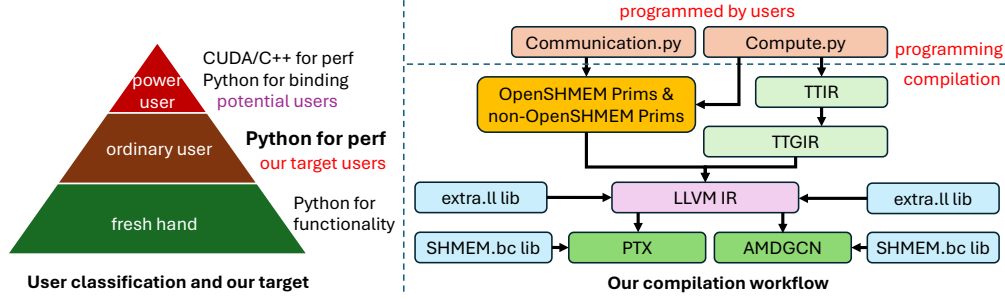 power
user
CUDA/C++ for perf
Python for binding
potential users
ordinary user
Python for perf
our target users
fresh hand
Python for
functionality
User classification and our target
programmed by users
Communication.py
Compute.py
programming
compilation
OpenSHMEM Prims &
non-OpenSHMEM Prims
TTIR
TTGIR
extra.ll lib
LLVM IR
extra.ll lib
SHMEM.bc lib
PTX
AMDGCN
SHMEM.bc lib
Our compilation workflow